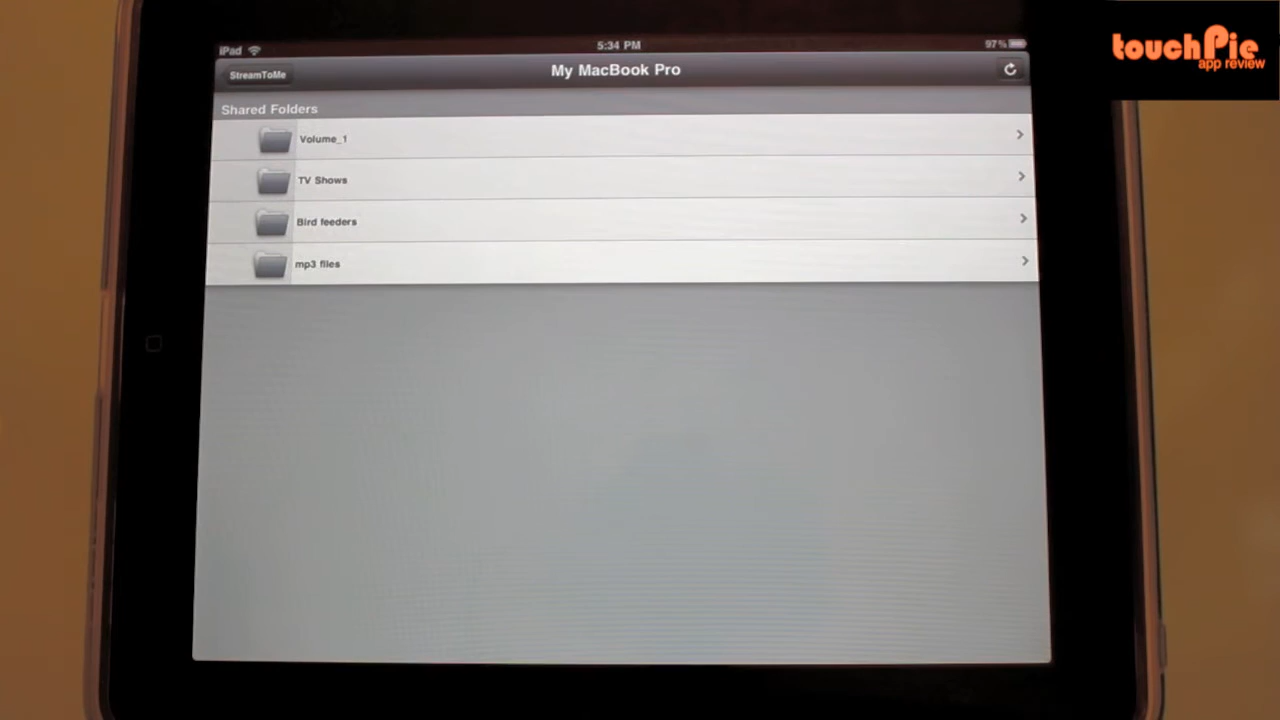 touchPie
app review
iPad 5:34 PM 97%
StreamToMe My MacBook Pro
Shared Folders
Volume_1
TV Shows
Bird feeders
mp3 files